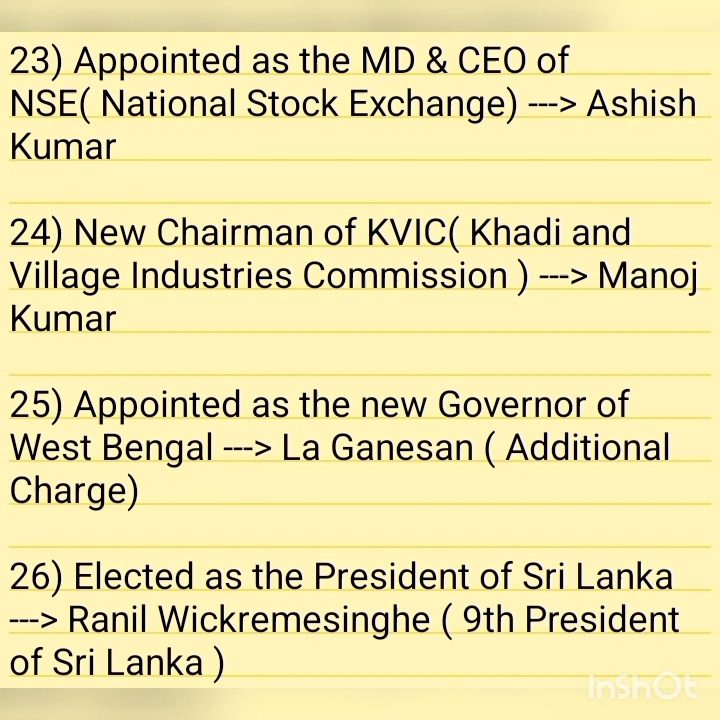 23) Appointed as the MD & CEO of
NSE( National Stock Exchange) ---> Ashish
Kumar
24) New Chairman of KVIC( Khadi and
Village Industries Commission ) ---> Manoj
Kumar
25) Appointed as the new Governor of
West Bengal ---> La Ganesan ( Additional
Charge)
26) Elected as the President of Sri Lanka
---> Ranil Wickremesinghe ( 9th President
of Sri Lanka )
InShOt